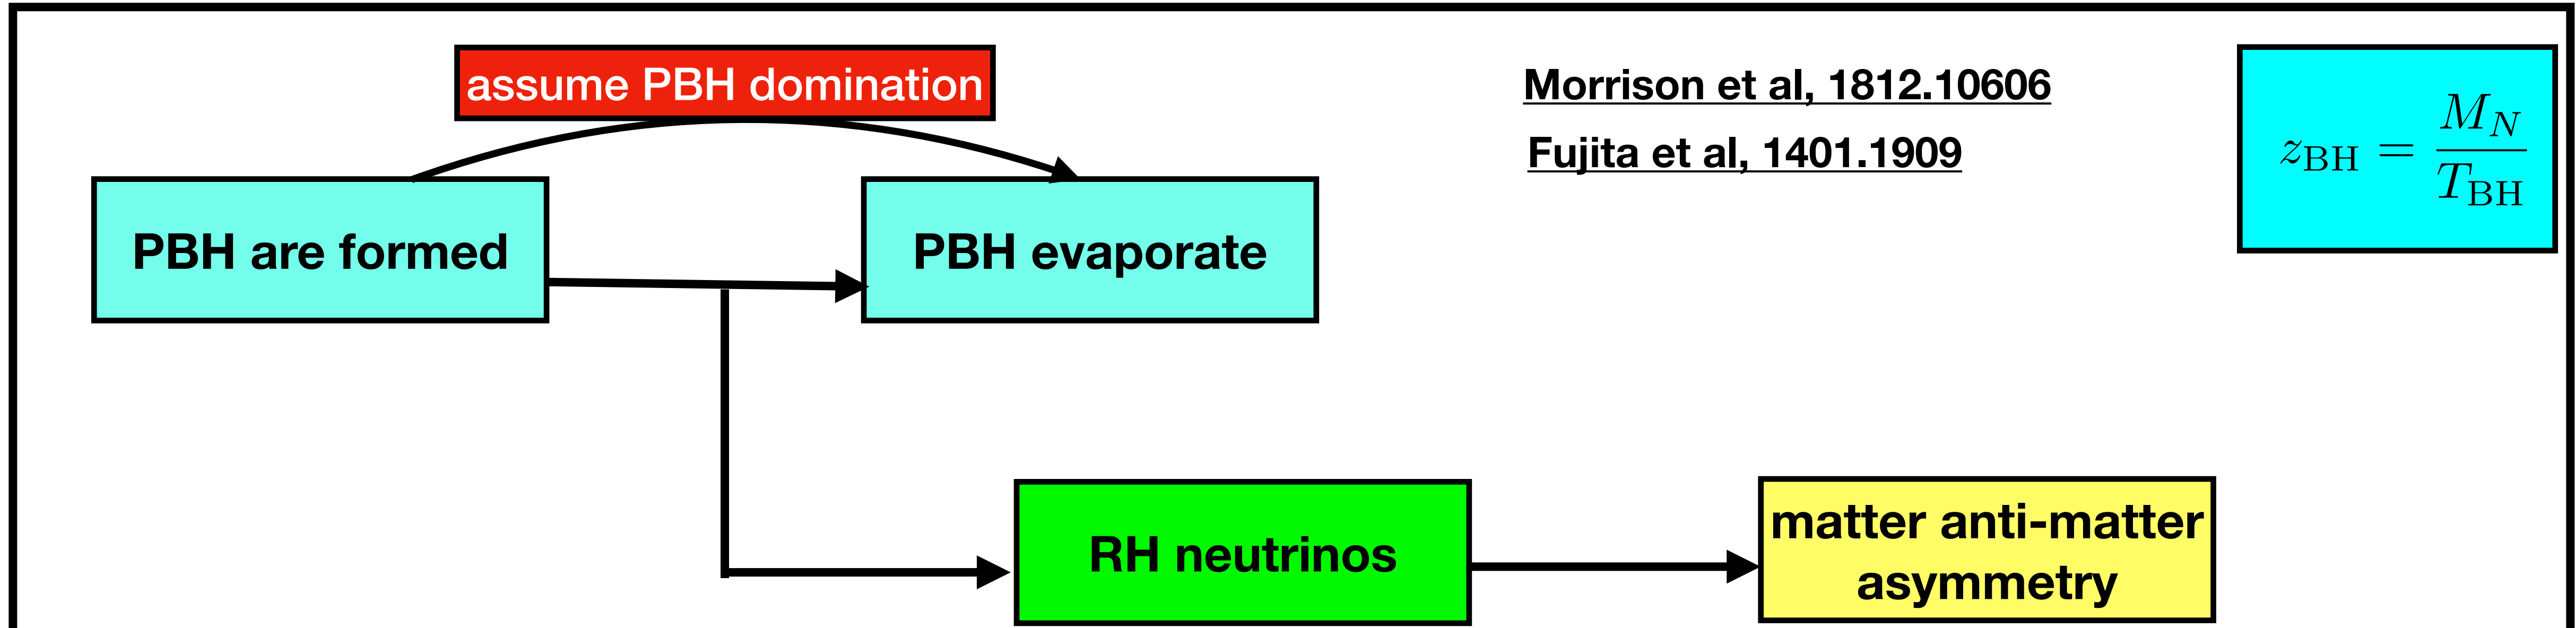 assume PBH domination
Morrison et al, 1812.10606
Fujita et al, 1401.1909
z_BH = M_N / T_BH
PBH are formed
PBH evaporate
RH neutrinos
matter anti-matter
asymmetry